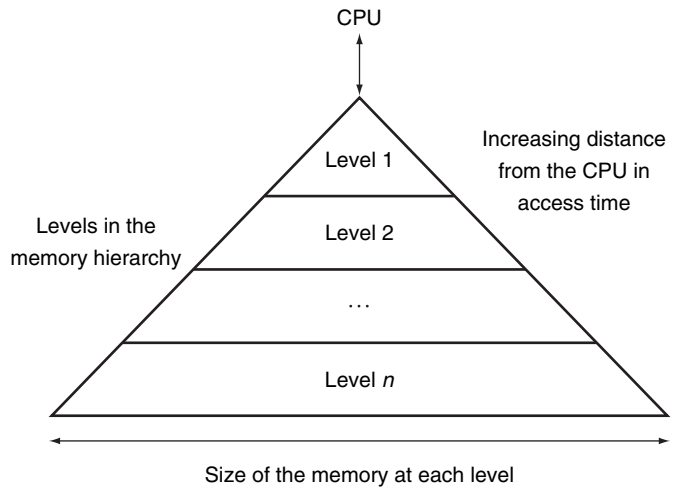 CPU
Level 1
Increasing distance
from the CPU in
access time
Levels in the
memory hierarchy
Level 2
...
Level n
Size of the memory at each level